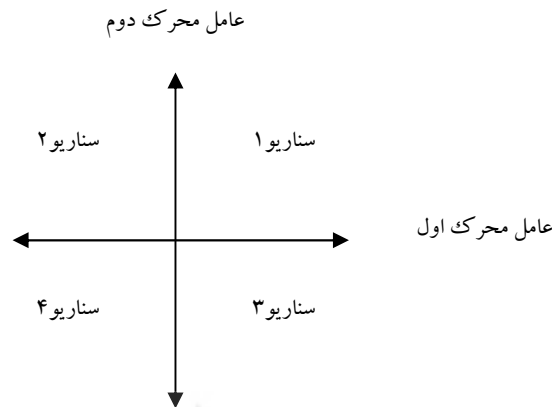 عامل محرک دوم
سناریو۱
سناریو۲
عامل محرک اول
سناریو۳
سناریو۴